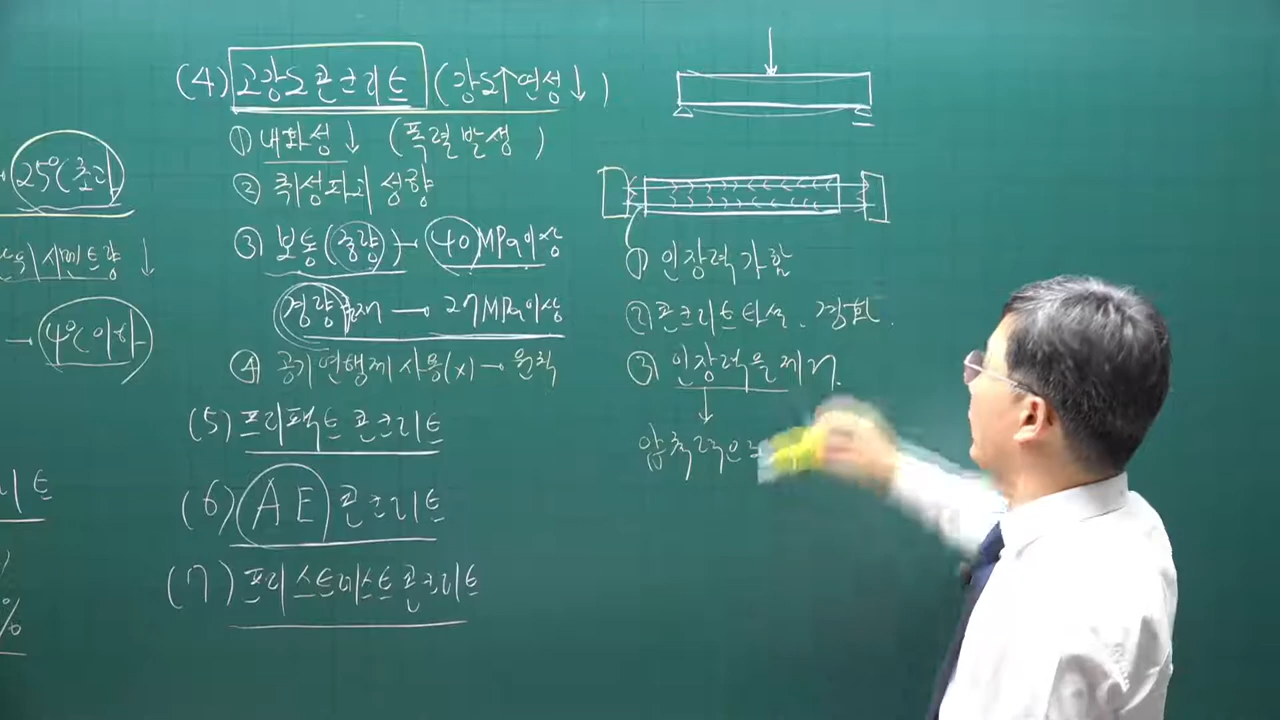 25°C초과
시멘트량 ↓
→ 4°C이하
리트
%
(4) 고강도콘크리트 (강도↑연성↓)
① 내화성↓ (폭렬발생)
② 취성파괴 성향
③ 보통(중량) → 40MPa이상
경량골재 → 27MPa이상
④ 공기연행제 사용(x) → 원칙
(5) 프리팩트 콘크리트
(6) AE 콘크리트
(7) 프리스트레스트콘크리트
① 인장력가함
② 콘크리트타설. 경화.
③ 인장력을제거.
↓
압축력으로